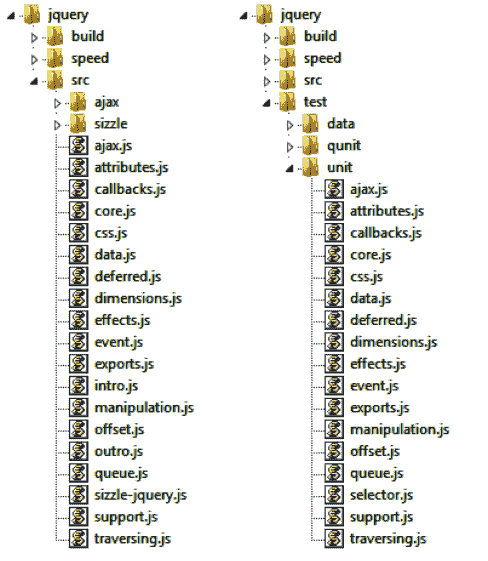 jquery
build
speed
src
ajax
sizzle
ajax.js
attributes.js
callbacks.js
core.js
css.js
data.js
deferred.js
dimensions.js
effects.js
event.js
exports.js
intro.js
manipulation.js
offset.js
outro.js
queue.js
sizzle-jquery.js
support.js
traversing.js
jquery
build
speed
src
test
data
qunit
unit
ajax.js
attributes.js
callbacks.js
core.js
css.js
data.js
deferred.js
dimensions.js
effects.js
event.js
exports.js
manipulation.js
offset.js
queue.js
selector.js
support.js
traversing.js